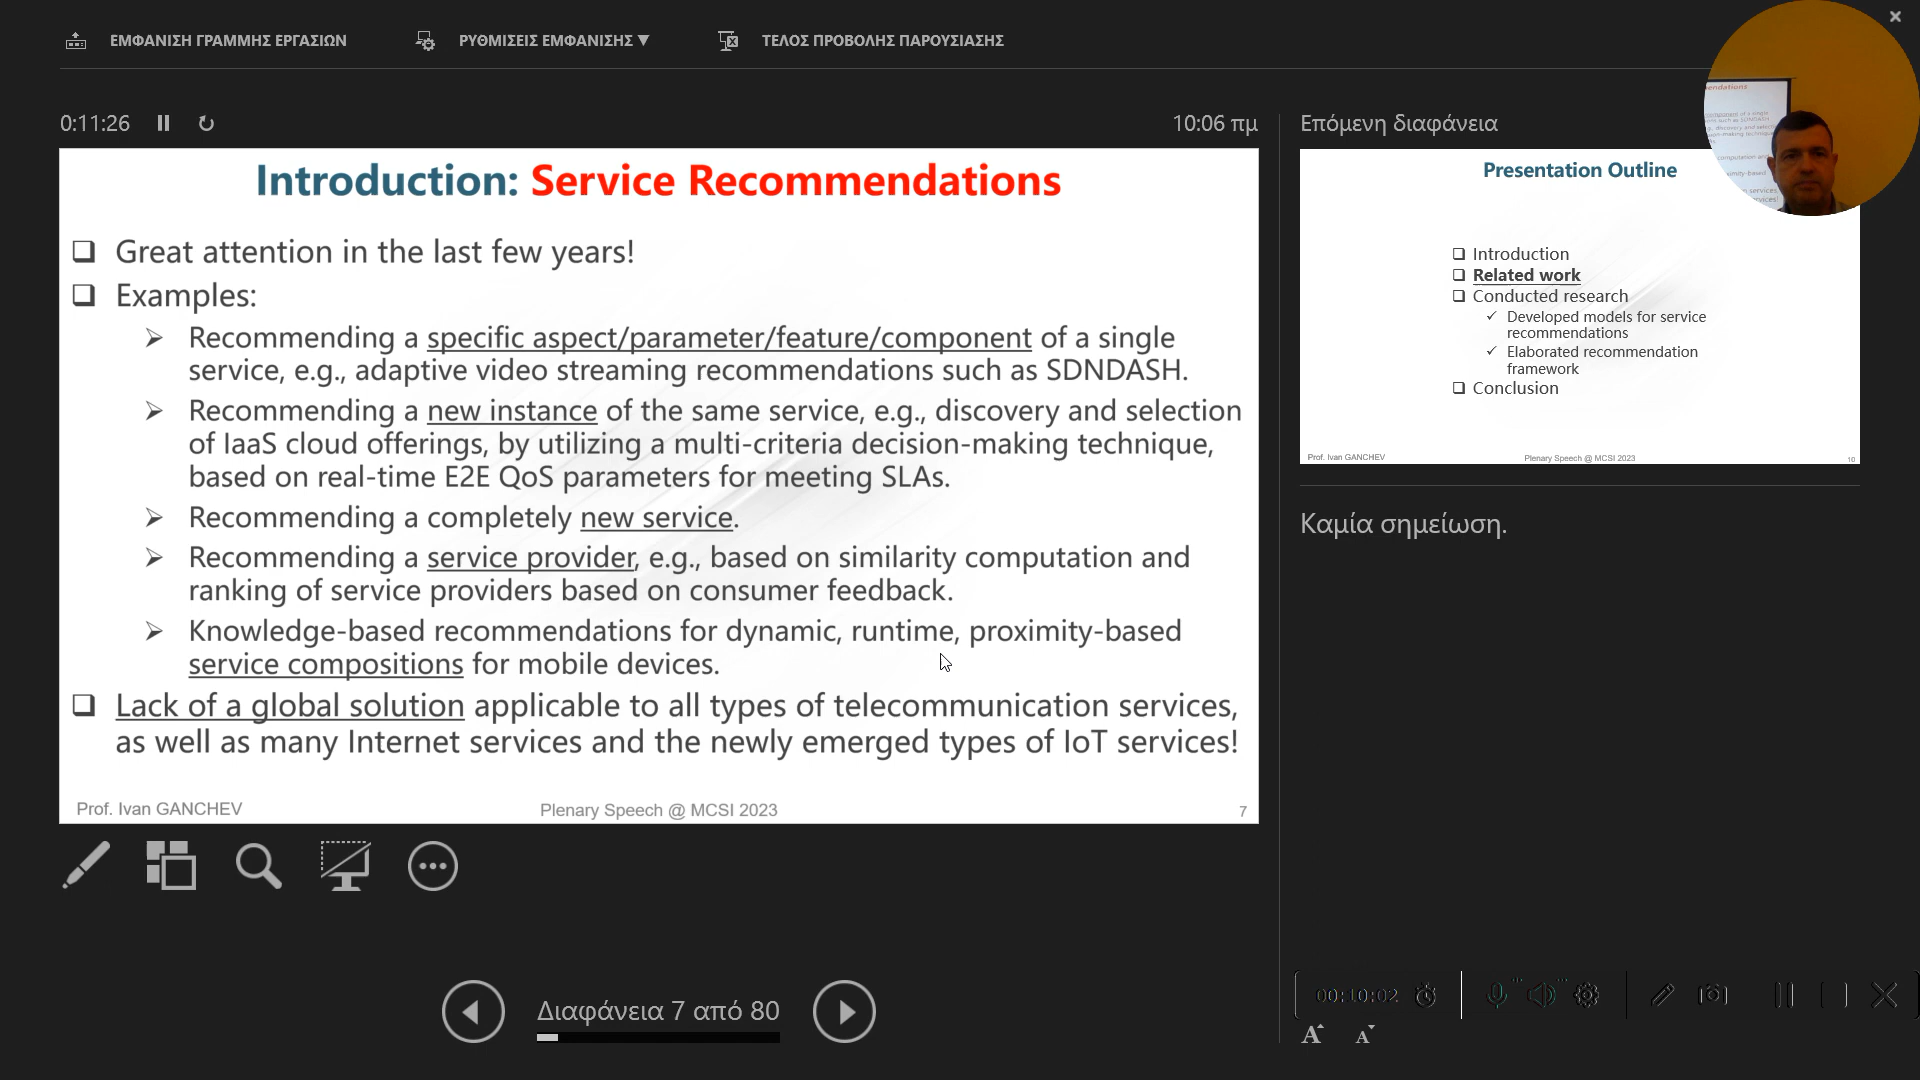 ΕΜΦΑΝΙΣΗ ΓΡΑΜΜΗΣ ΕΡΓΑΣΙΩΝ
ΡΥΘΜΙΣΕΙΣ ΕΜΦΑΝΙΣΗΣ
ΤΕΛΟΣ ΠΡΟΒΟΛΗΣ ΠΑΡΟΥΣΙΑΣΗΣ
0:11:26
10:06 πμ
Introduction: Service Recommendations
Great attention in the last few years!
Examples:
Recommending a specific aspect/parameter/feature/component of a single
service, e.g., adaptive video streaming recommendations such as SDNDASH.
Recommending a new instance of the same service, e.g., discovery and selection
of IaaS cloud offerings, by utilizing a multi-criteria decision-making technique,
based on real-time E2E QoS parameters for meeting SLAs.
Recommending a completely new service.
Recommending a service provider, e.g., based on similarity computation and
ranking of service providers based on consumer feedback.
Knowledge-based recommendations for dynamic, runtime, proximity-based
service compositions for mobile devices.
Lack of a global solution applicable to all types of telecommunication services,
as well as many Internet services and the newly emerged types of IoT services!
Prof. Ivan GANCHEV
Plenary Speech @ MCSI 2023
7
Διαφάνεια 7 από 80
Επόμενη διαφάνεια
Presentation Outline
Introduction
Related work
Conducted research
Developed models for service
recommendations
Elaborated recommendation
framework
Conclusion
Prof. Ivan GANCHEV
Plenary Speech @ MCSI 2023
10
Καμία σημείωση.
00:10:02
A A